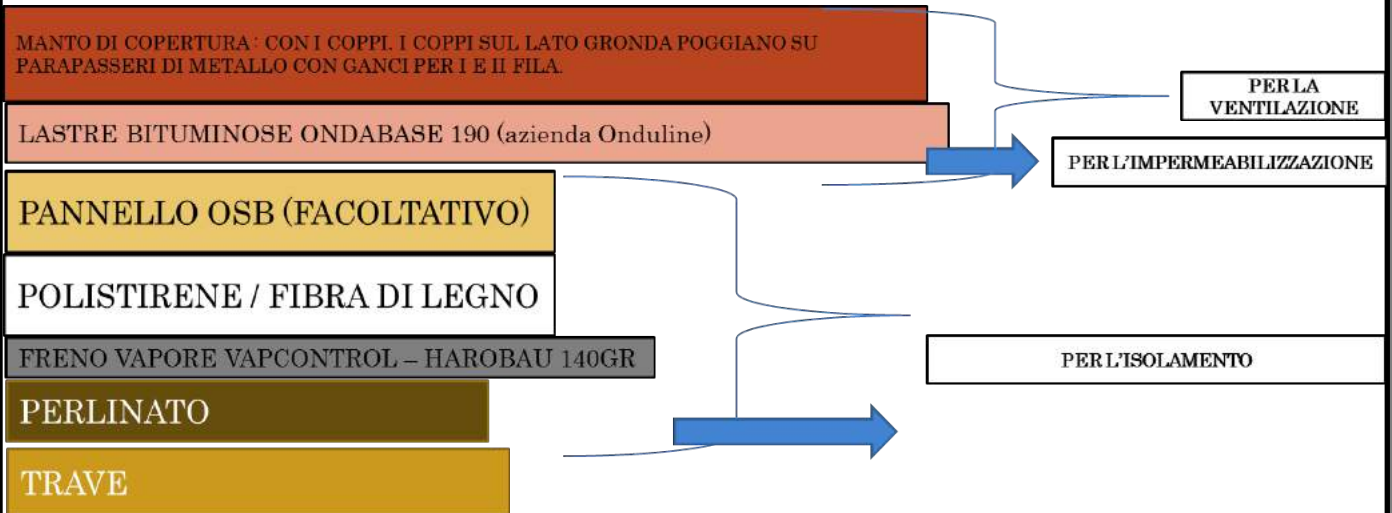 MANTO DI COPERTURA : CON I COPPI. I COPPI SUL LATO GRONDA POGGIANO SU
PARAPASSERI DI METALLO CON GANCI PER I E II FILA.
PER LA
VENTILAZIONE
LASTRE BITUMINOSE ONDABASE 190 (azienda Onduline)
PER L'IMPERMEABILIZZAZIONE
PANNELLO OSB (FACOLTATIVO)
POLISTIRENE / FIBRA DI LEGNO
FRENO VAPORE VAPCONTROL – HAROBAU 140GR
PER L'ISOLAMENTO
PERLINATO
TRAVE